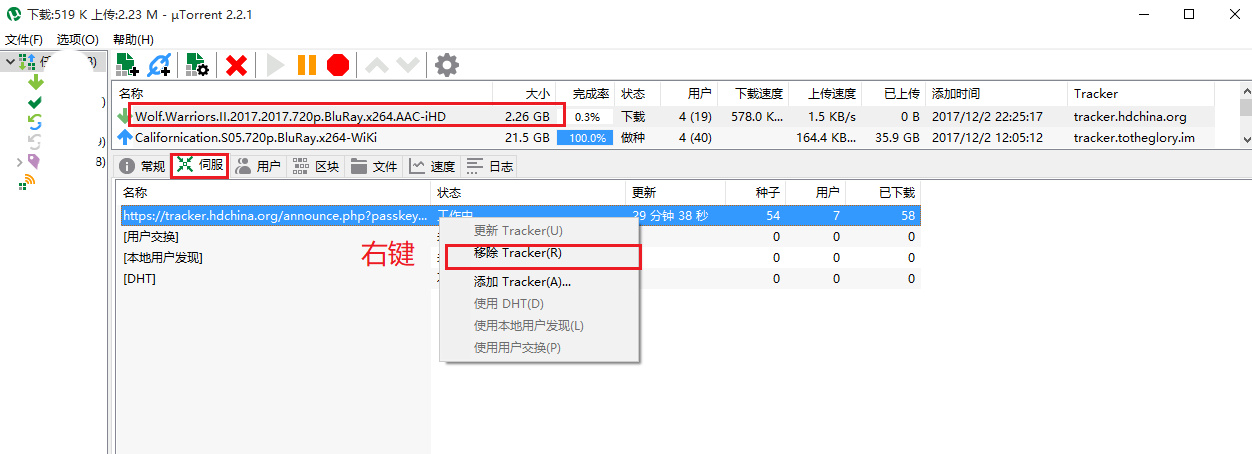 下载:519 K 上传:2.23 M - µTorrent 2.2.1
文件(F) 选项(O) 帮助(H)
名称 大小 完成率 状态 用户 下载速度 上传速度 已上传 添加时间 Tracker
Wolf.Warriors.II.2017.2017.720p.BluRay.x264.AAC-iHD 2.26 GB 0.3% 下载 4 (19) 578.0 K... 1.5 KB/s 0 B 2017/12/2 22:25:17 tracker.hdchina.org
Californication.S05.720p.BluRay.x264-WiKi 21.5 GB 100.0% 做种 4 (40) 164.4 KB... 35.9 GB 2017/12/2 12:05:12 tracker.totheglory.im
常规 伺服 用户 区块 文件 速度 日志
名称 状态 更新 种子 用户 已下载
https://tracker.hdchina.org/announce.php?passkey... 工作中 39 分钟 38 秒 54 7 58
[用户交换] 0 0 0
[本地用户发现] 0 0 0
[DHT] 0 0 0
右键
更新 Tracker(U)
移除 Tracker(R)
添加 Tracker(A)...
使用 DHT(D)
使用本地用户发现(L)
使用用户交换(P)